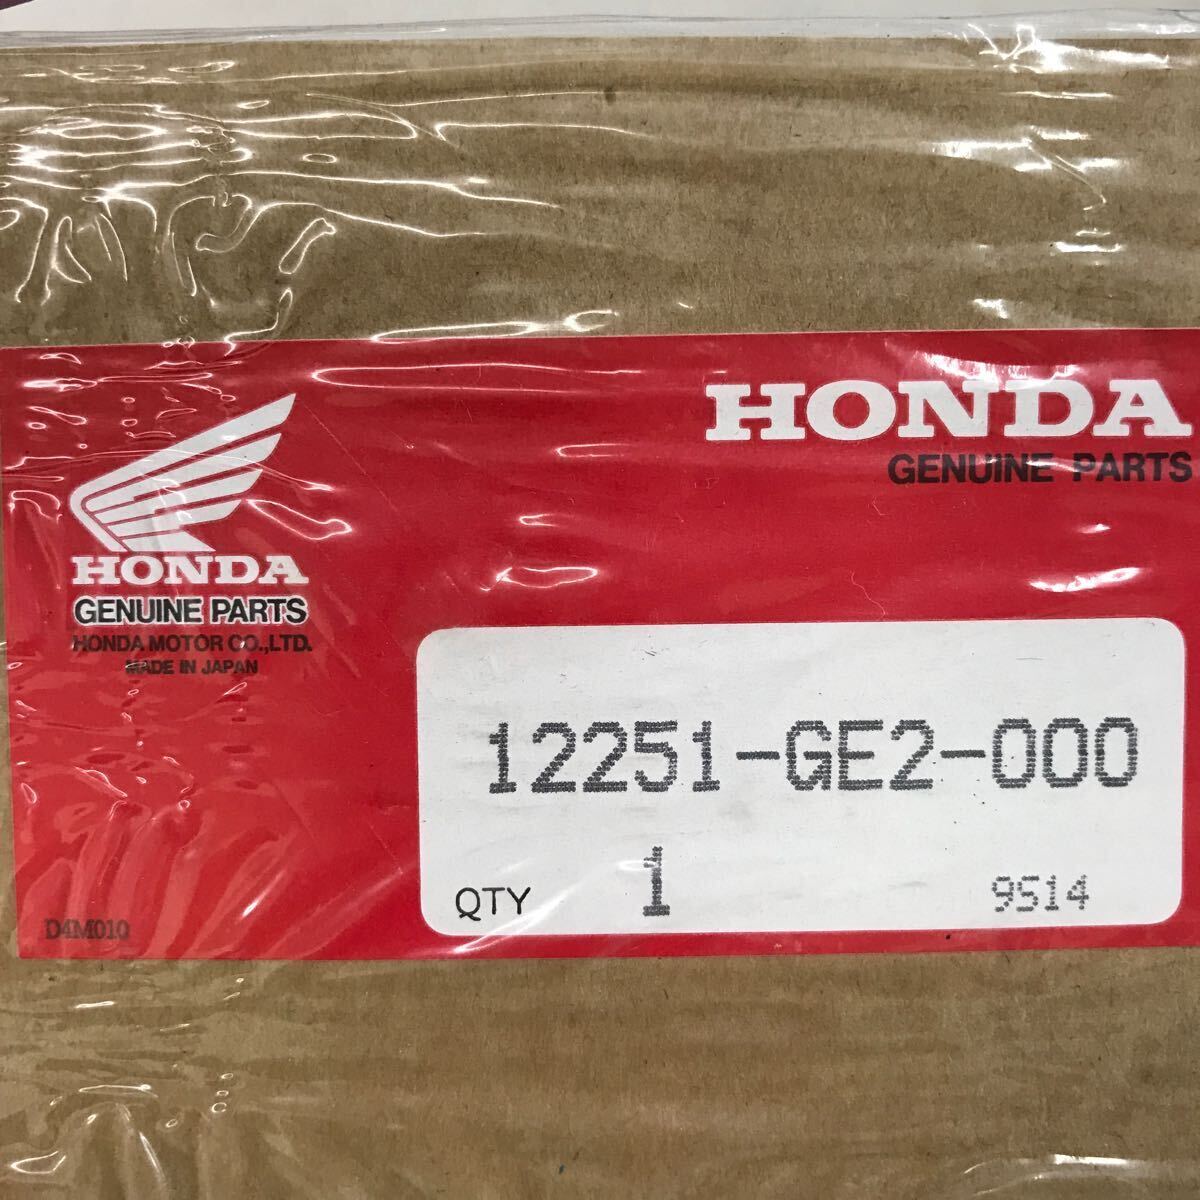 HONDA
GENUINE PARTS
HONDA
GENUINE PARTS
HONDA MOTOR CO.,LTD.
MADE IN JAPAN
12251-GE2-000
QTY 1 9514
D4M010